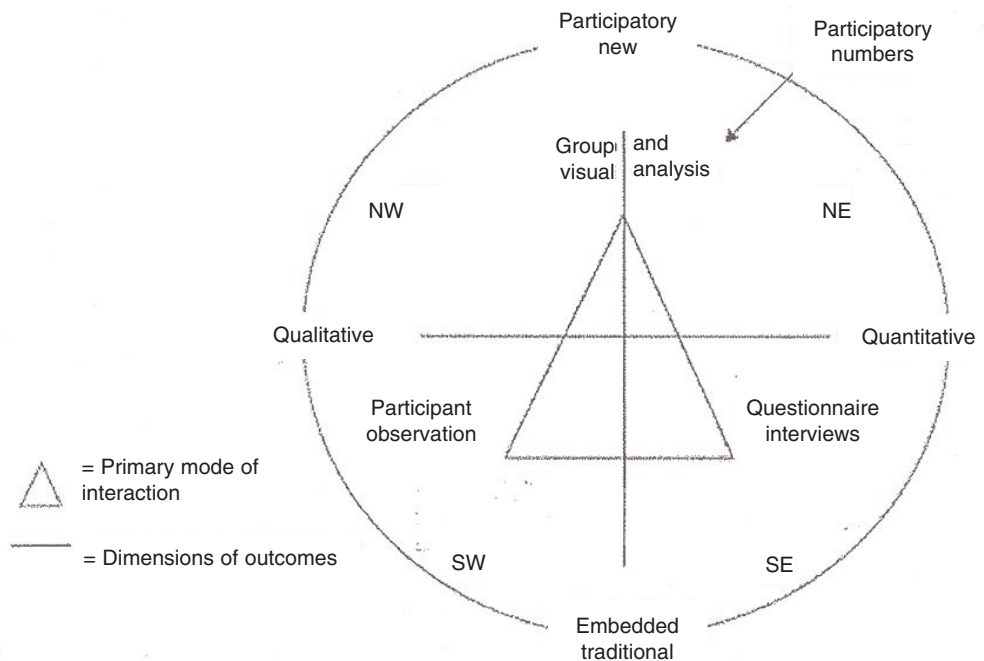 Participatory
new
Participatory
numbers
Group and
visual analysis
NW
NE
Qualitative
Quantitative
Participant
observation
Questionnaire
interviews
= Primary mode of
interaction
= Dimensions of outcomes
SW
SE
Embedded
traditional